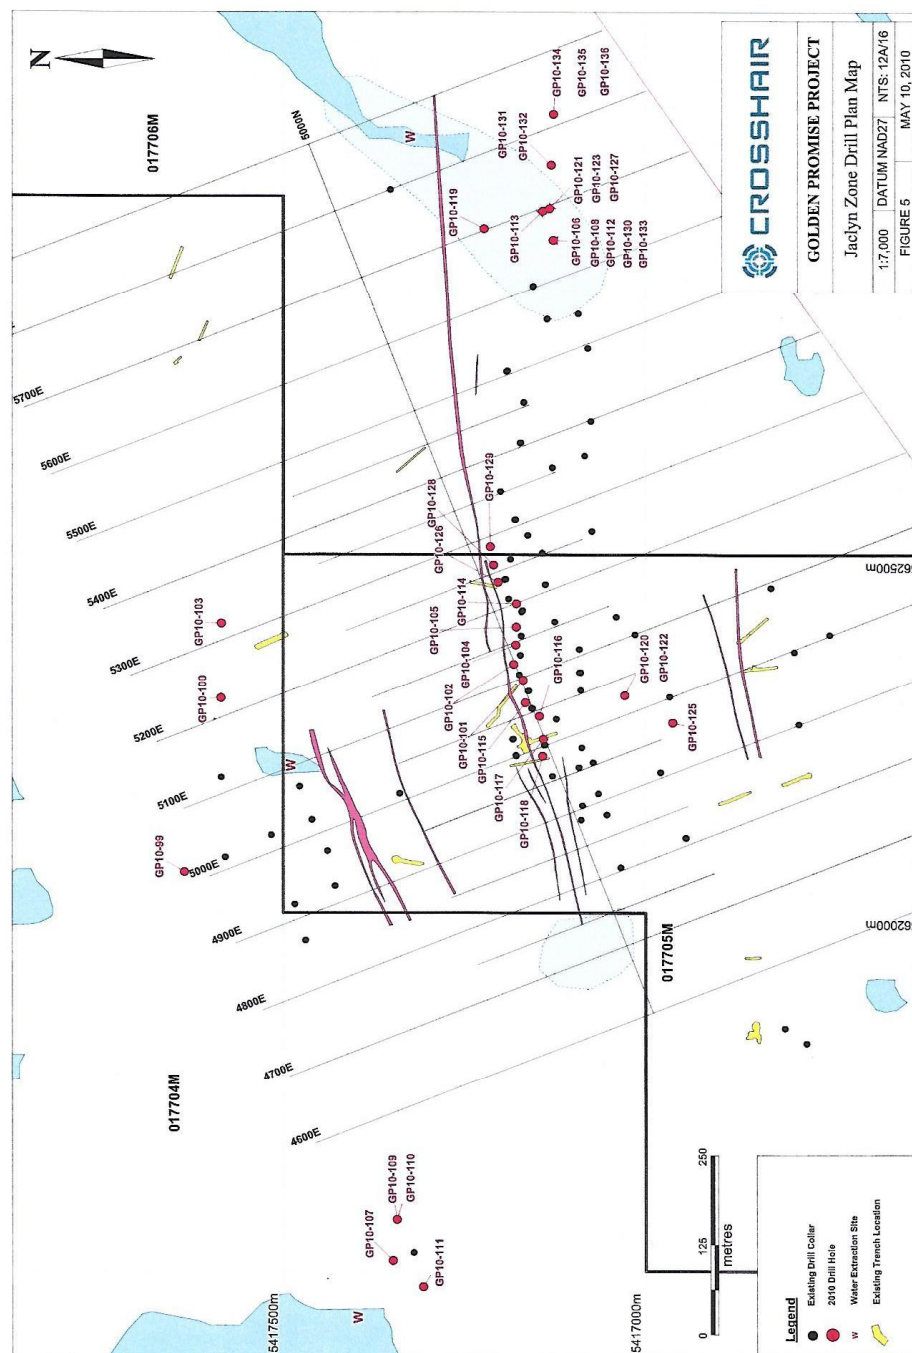 N
017706M
017704M
017705M
5000N
5700E
5600E
5500E
5400E
5300E
5200E
5100E
5000E
4900E
4800E
4700E
4600E
GP10-134
GP10-135
GP10-136
GP10-131
GP10-132
W
GP10-119
GP10-113
GP10-121
GP10-123
GP10-127
GP10-106
GP10-108
GP10-112
GP10-130
GP10-133
GP10-129
GP10-128
GP10-126
GP10-114
GP10-105
GP10-104
GP10-102
GP10-101
GP10-115
GP10-117
GP10-118
GP10-116
GP10-120
GP10-122
GP10-125
GP10-103
GP10-100
W
GP10-99
GP10-107
GP10-109
GP10-110
GP10-111
W
5417500m
5417000m
62500m
62000m
0 125 250
metres
Legend
Existing Drill Collar
2010 Drill Hole
W Water Extraction Site
Existing Trench Location
CROSSHAIR
GOLDEN PROMISE PROJECT
Jaclyn Zone Drill Plan Map
1:7,000 DATUM NAD27 NTS: 12A/16
FIGURE 5 MAY 10, 2010